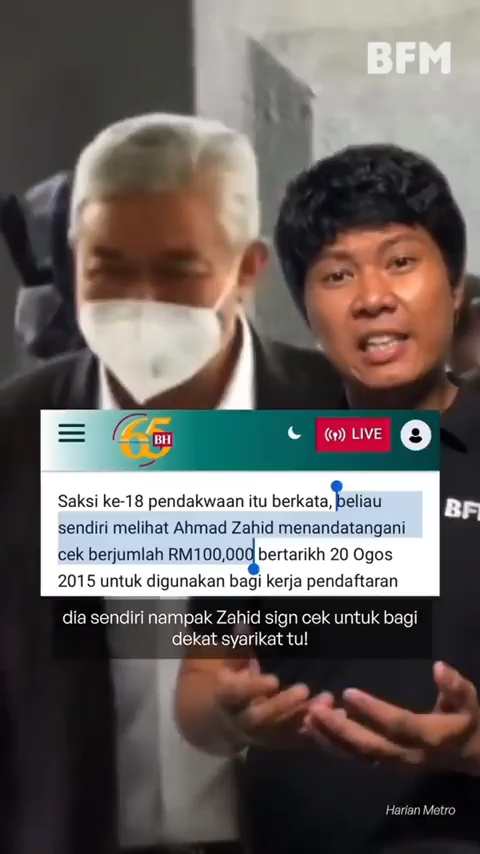 BFM
65
BH
LIVE
Saksi ke-18 pendakwaan itu berkata, beliau
sendiri melihat Ahmad Zahid menandatangani
cek berjumlah RM100,000 bertarikh 20 Ogos
2015 untuk digunakan bagi kerja pendaftaran
BFM
dia sendiri nampak Zahid sign cek untuk bagi
dekat syarikat tu!
Harian Metro